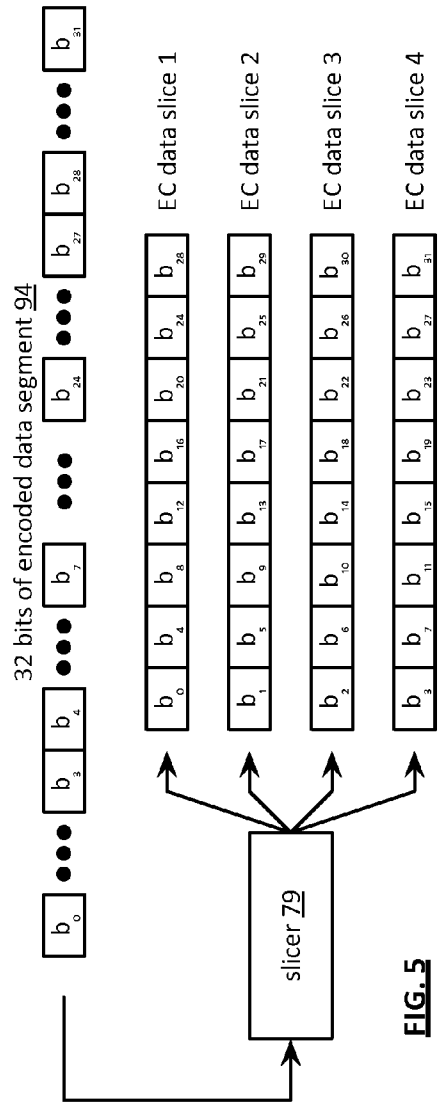 32 bits of encoded data segment 94
b0 ●●● b3 b4 ●●● b7 ●●● b24 ●●● b27 b28 ●●● b31
slicer 79
b0 b4 b8 b12 b16 b20 b24 b28 EC data slice 1
b1 b5 b9 b13 b17 b21 b25 b29 EC data slice 2
b2 b6 b10 b14 b18 b22 b26 b30 EC data slice 3
b3 b7 b11 b15 b19 b23 b27 b31 EC data slice 4
FIG. 5